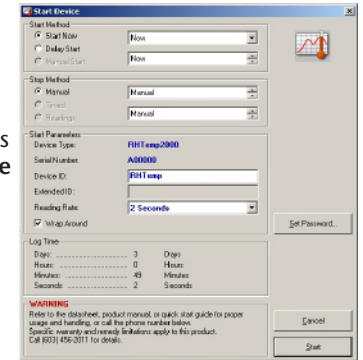 Start Device
Start Method
Start Now
Now
Delay Start
Manual Start
Now
Stop Method
Manual
Manual
Timed
Readings
Manual
Start Parameters
Device Type: RHTemp2000
Serial Number: A00000
Device ID: RHTemp
Extended ID:
Reading Rate: 2 Seconds
Wrap Around
Set Password...
Log Time
Days: 3 Days
Hours: 0 Hours
Minutes: 49 Minutes
Seconds: 2 Seconds
WARNING
Refer to the datasheet, product manual, or quick start guide for proper
usage and handling, or call the phone number below.
Specific warranty and remedy limitations apply to this product.
Call (603) 456-2011 for details.
Cancel
Start
s
e